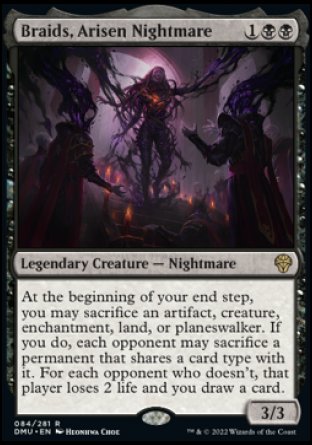 Braids, Arisen Nightmare 1
Legendary Creature — Nightmare
At the beginning of your end step,
you may sacrifice an artifact, creature,
enchantment, land, or planeswalker. If
you do, each opponent may sacrifice a
permanent that shares a card type with
it. For each opponent who doesn't, that
player loses 2 life and you draw a card.
3/3
084/281 R
DMU • EN Heonhwa Choe
™ & © 2022 Wizards of the Coast